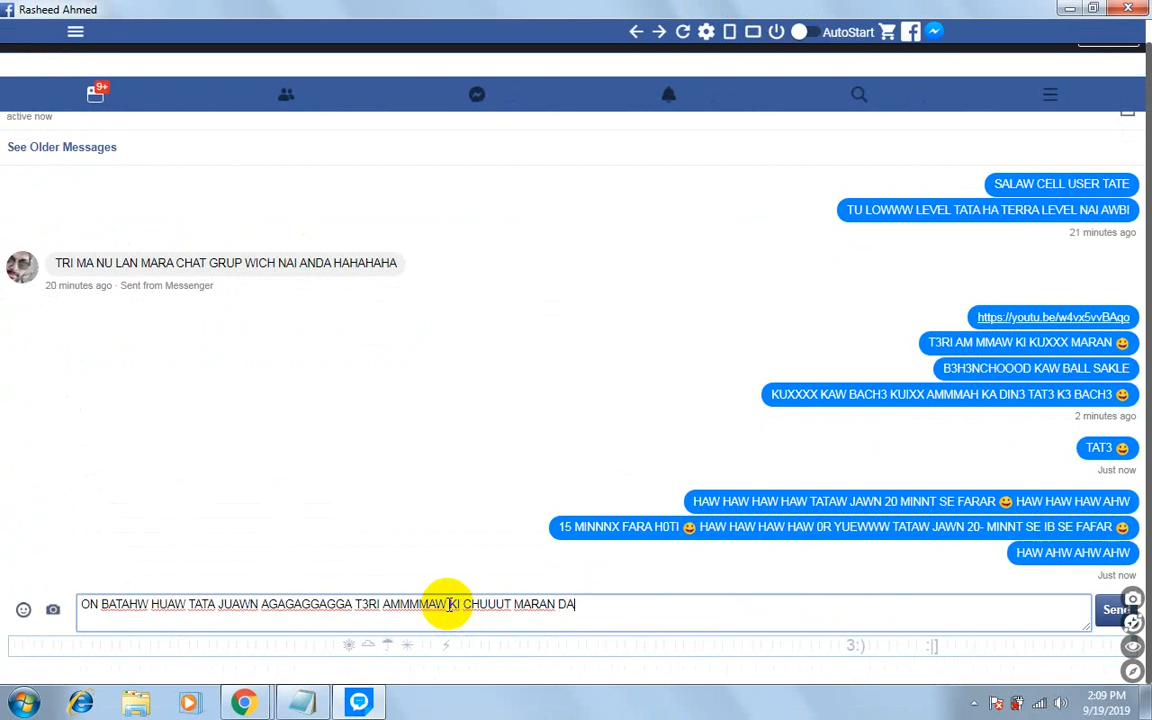 Rasheed Ahmed
AutoStart
9+
active now
See Older Messages
SALAW CELL USER TATE
TU LOWWW LEVEL TATA HA TERRA LEVEL NAI AWBI
21 minutes ago
TRI MA NU LAN MARA CHAT GRUP WICH NAI ANDA HAHAHAHA
20 minutes ago · Sent from Messenger
https://youtu.be/w4vx5vvBAqo
T3RI AM MMAW KI KUXXX MARAN 😄
B3H3NCHOOOD KAW BALL SAKLE
KUXXXX KAW BACH3 KUIXX AMMMAH KA DIN3 TAT3 K3 BACH3 😄
2 minutes ago
TAT3 😄
Just now
HAW HAW HAW HAW TATAW JAWN 20 MINNT SE FARAR 😄 HAW HAW HAW AHW
15 MINNNX FARA H0TI 😄 HAW HAW HAW HAW 0R YUEWWW TATAW JAWN 20- MINNT SE IB SE FAFAR 😄
HAW AHW AHW AHW
Just now
ON BATAHW HUAW TATA JUAWN AGAGAGGAGGA T3RI AMMMMAW KI CHUUUT MARAN DA
Send
3:) :|]
2:09 PM
9/19/2019